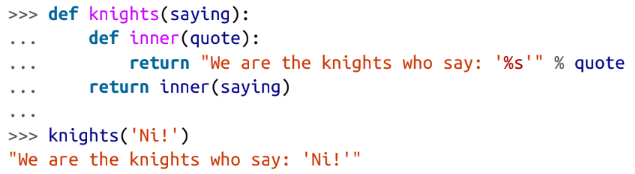 >>> def knights(saying):
...     def inner(quote):
...         return "We are the knights who say: '%s'" % quote
...     return inner(saying)
...
>>> knights('Ni!')
"We are the knights who say: 'Ni!'"